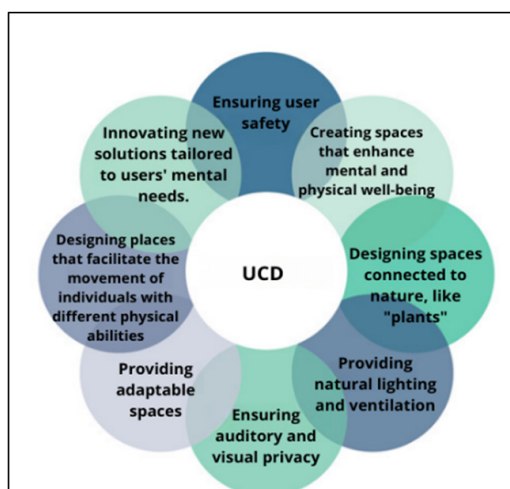 Ensuring user
safety
Creating spaces
that enhance
mental and
physical well-being
Designing spaces
connected to
nature, like
"plants"
Providing
natural lighting
and ventilation
Ensuring
auditory and
visual privacy
Providing
adaptable
spaces
Designing places
that facilitate the
movement of
individuals with
different physical
abilities
Innovating new
solutions tailored
to users' mental
needs.
UCD